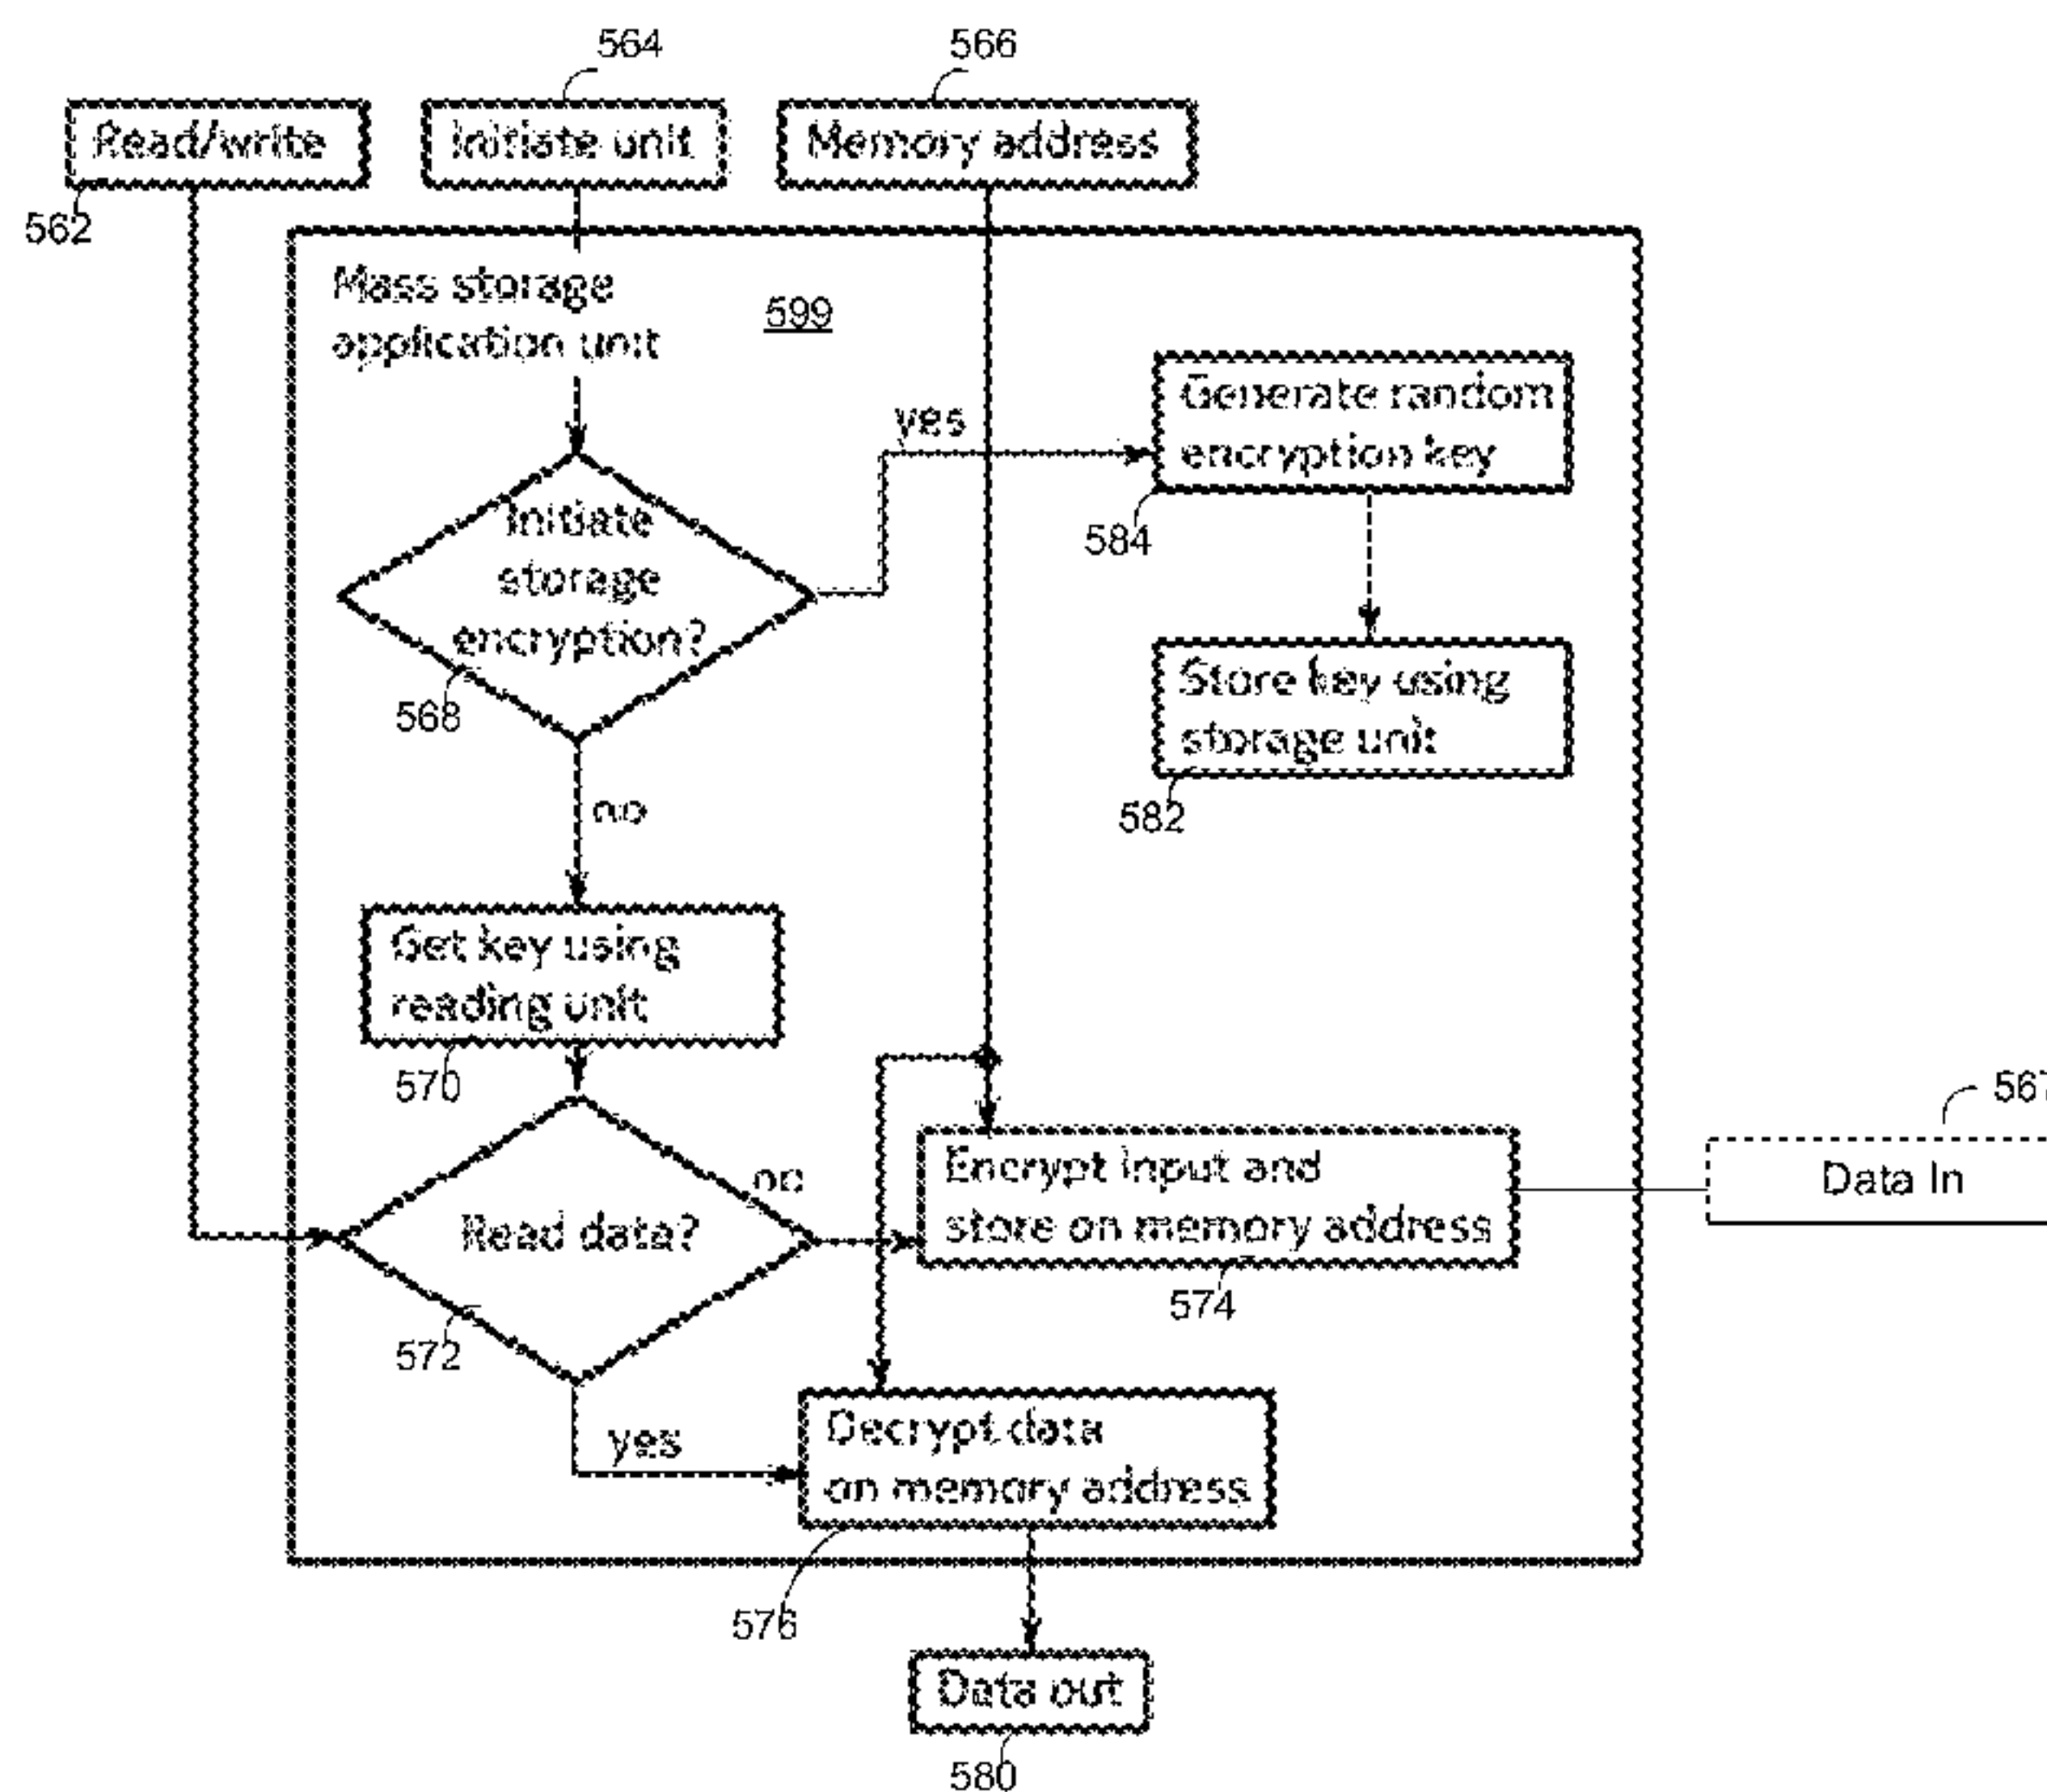 564
566
Read/write
Initiate unit
Memory address
562
Mass storage
application unit
599
yes
Generate random
encryption key
584
Initiate
storage
encryption?
568
Store key using
storage unit
582
no
Get key using
reading unit
570
567
no
Encrypt input and
store on memory address
Data In
Read data?
574
572
yes
Decrypt data
on memory address
576
Data out
580